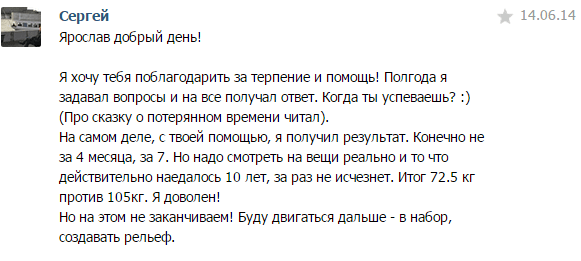 Сергей
14.06.14
Ярослав добрый день!
Я хочу тебя поблагодарить за терпение и помощь! Полгода я
задавал вопросы и на все получал ответ. Когда ты успеваешь? :)
(Про сказку о потерянном времени читал).
На самом деле, с твоей помощью, я получил результат. Конечно не
за 4 месяца, за 7. Но надо смотреть на вещи реально и то что
действительно наедалось 10 лет, за раз не исчезнет. Итог 72.5 кг
против 105кг. Я доволен!
Но на этом не заканчиваем! Буду двигаться дальше - в набор,
создавать рельеф.